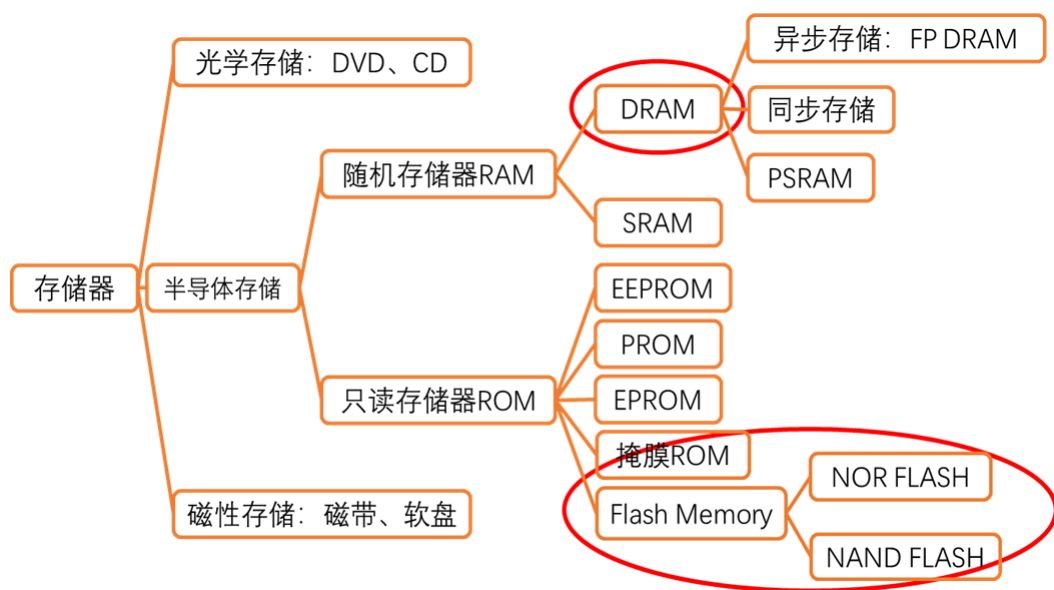 存储器
光学存储：DVD、CD
半导体存储
随机存储器RAM
DRAM
异步存储：FP DRAM
同步存储
PSRAM
SRAM
只读存储器ROM
EEPROM
PROM
EPROM
掩膜ROM
Flash Memory
NOR FLASH
NAND FLASH
磁性存储：磁带、软盘